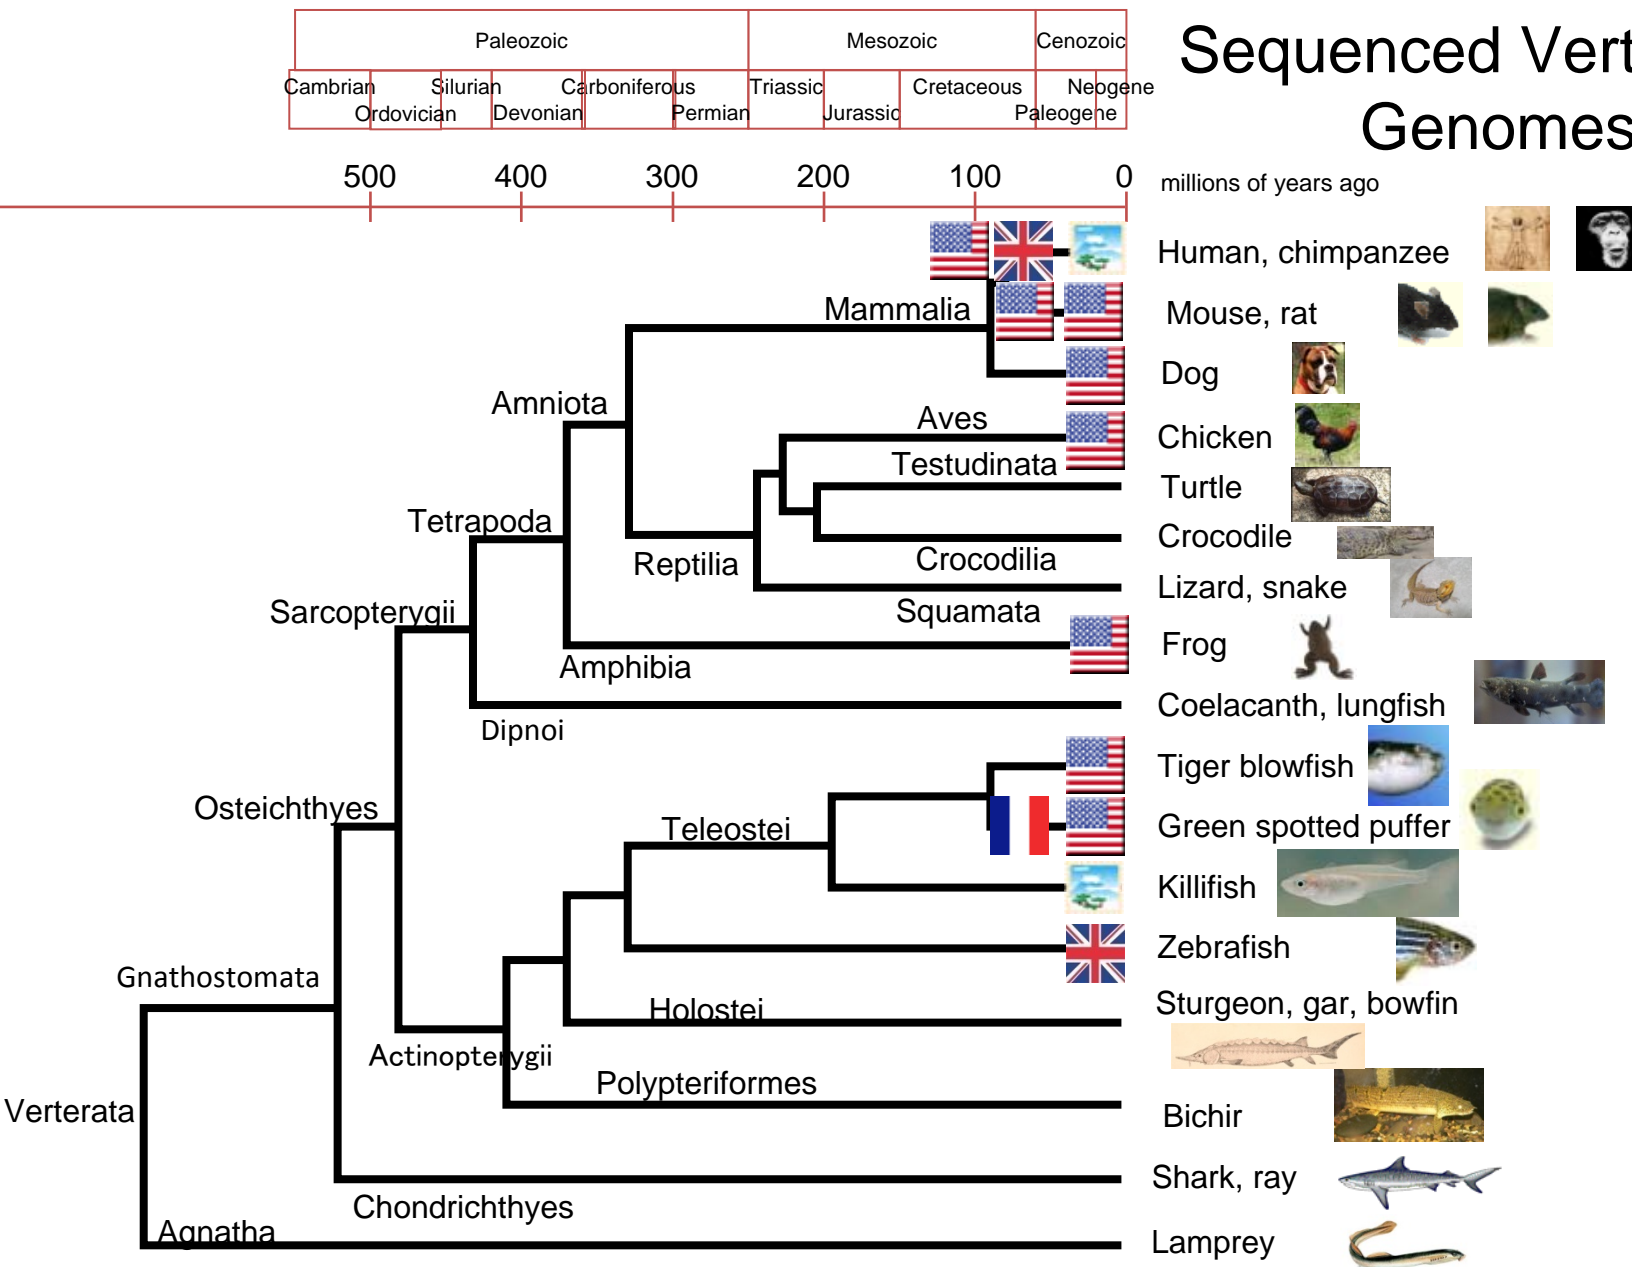 Sequenced Vert
Genomes
Paleozoic
Mesozoic
Cenozoic
Cambrian
Ordovician
Silurian
Devonian
Carboniferous
Permian
Triassic
Jurassic
Cretaceous
Paleogene
Neogene
500
400
300
200
100
0
millions of years ago
Human, chimpanzee
Mammalia
Mouse, rat
Dog
Amniota
Aves
Chicken
Testudinata
Turtle
Tetrapoda
Crocodile
Reptilia
Crocodilia
Lizard, snake
Sarcopterygii
Squamata
Frog
Amphibia
Coelacanth, lungfish
Dipnoi
Tiger blowfish
Osteichthyes
Teleostei
Green spotted puffer
Killifish
Zebrafish
Gnathostomata
Holostei
Sturgeon, gar, bowfin
Actinopterygii
Polypteriformes
Verterata
Bichir
Shark, ray
Chondrichthyes
Agnatha
Lamprey